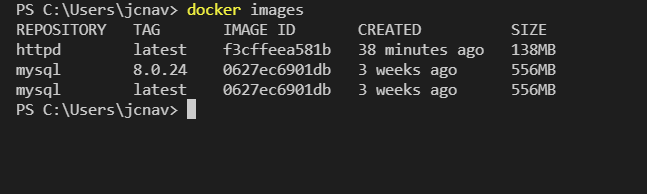 PS C:\Users\jcnav> docker images
REPOSITORY   TAG       IMAGE ID       CREATED          SIZE
httpd        latest    f3cffeea581b   38 minutes ago   138MB
mysql        8.0.24    0627ec6901db   3 weeks ago      556MB
mysql        latest    0627ec6901db   3 weeks ago      556MB
PS C:\Users\jcnav>